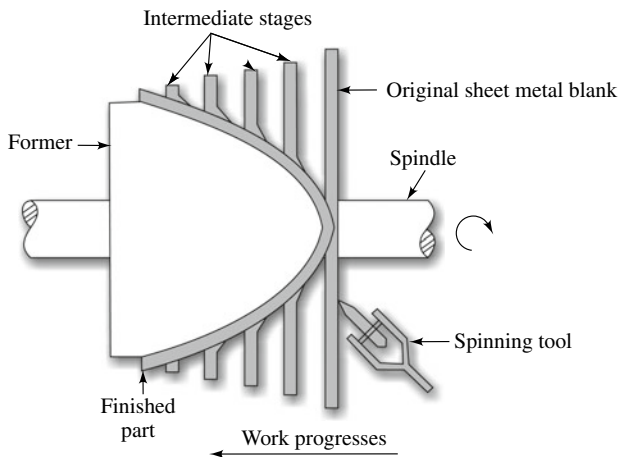 Intermediate stages
Original sheet metal blank
Former
Spindle
Spinning tool
Finished
part
Work progresses